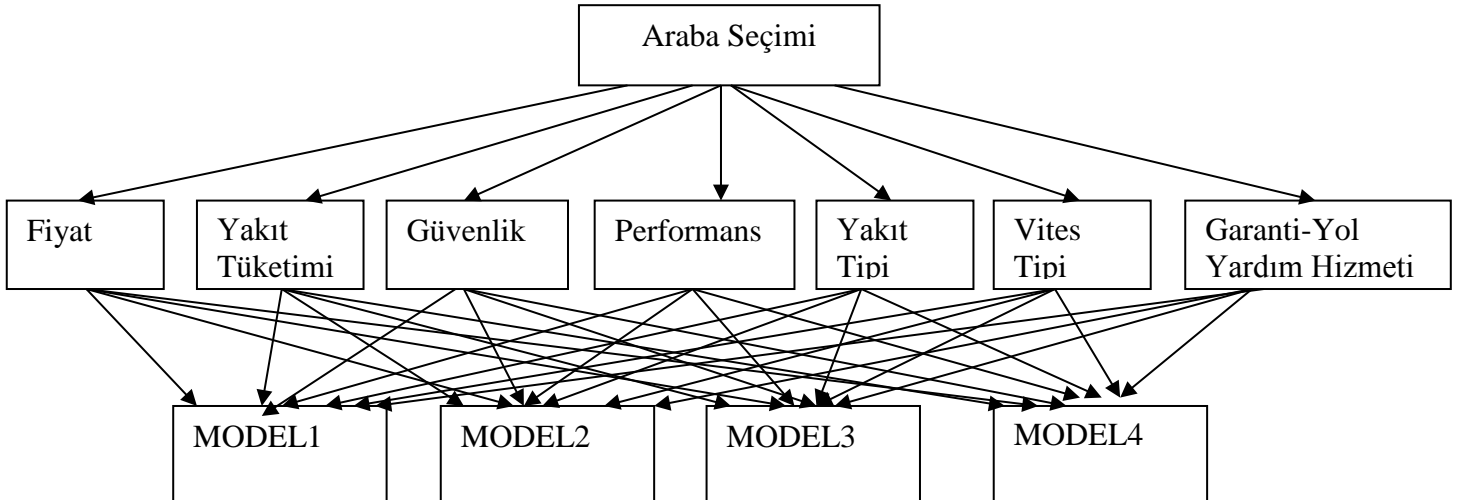 Araba Seçimi
Fiyat
Yakıt
Tüketimi
Güvenlik
Performans
Yakıt
Tipi
Vites
Tipi
Garanti-Yol
Yardım Hizmeti
MODEL1
MODEL2
MODEL3
MODEL4